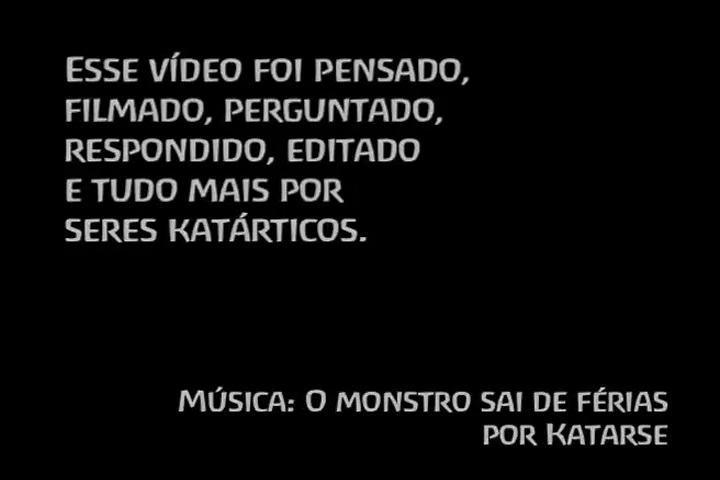 Esse vídeo foi pensado,
filmado, perguntado,
respondido, editado
e tudo mais por
seres katárticos.
Música: O monstro sai de férias
por Katarse